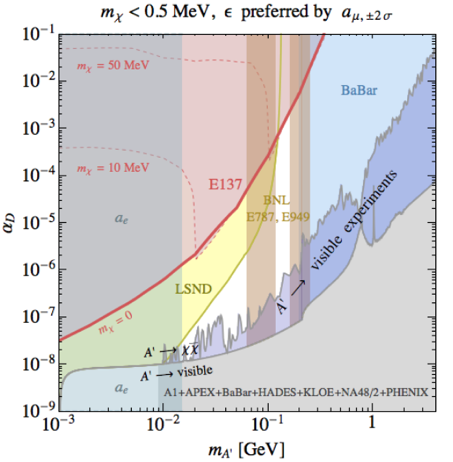 mχ < 0.5 MeV, ϵ preferred by aμ,±2σ
10⁻¹
10⁻²
10⁻³
10⁻⁴
10⁻⁵
10⁻⁶
10⁻⁷
10⁻⁸
10⁻⁹
αD
mχ = 50 MeV
BaBar
mχ = 10 MeV
E137
BNL
E787, E949
ae
A' → visible experiments
LSND
mχ = 0
A' → χχ̄
A' → visible
ae
A1+APEX+BaBar+HADES+KLOE+NA48/2+PHENIX
10⁻³ 10⁻² 10⁻¹ 1
mA' [GeV]